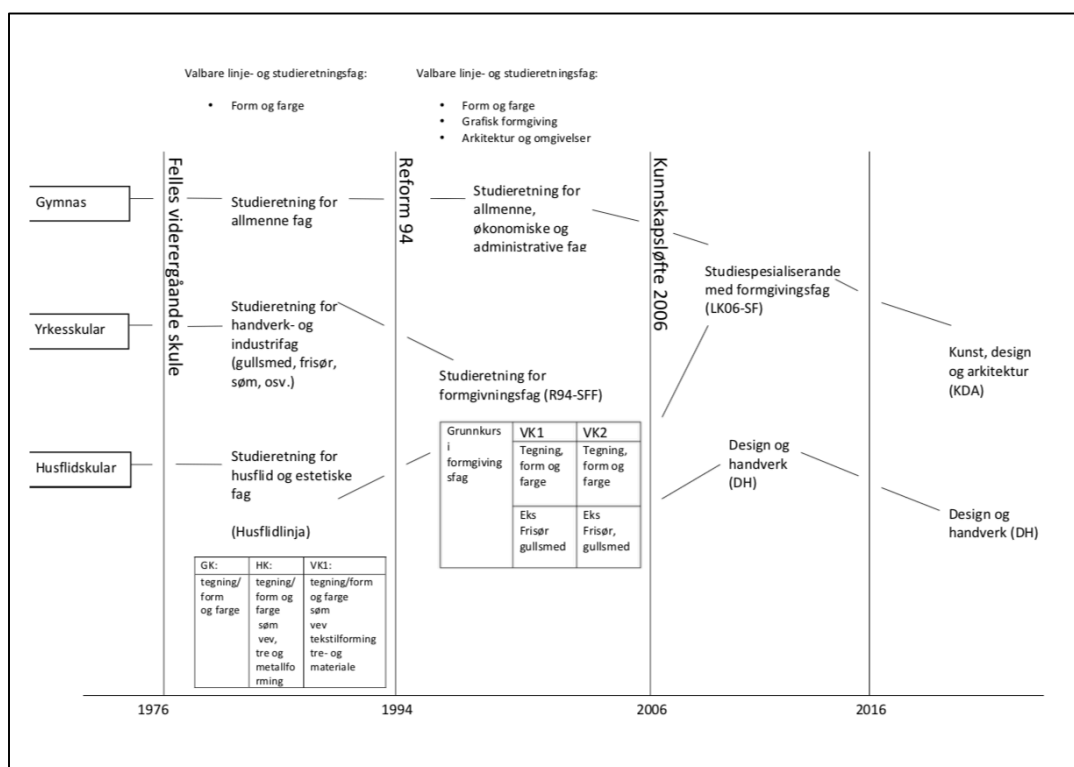 Valbare linje- og studieretningsfag:
• Form og farge
Valbare linje- og studieretningsfag:
• Form og farge
• Grafisk formgiving
• Arkitektur og omgivelser
Felles viderergåande skule
Reform 94
Kunnskapsløfte 2006
Gymnas
Studieretning for
allmenne fag
Studieretning for
allmenne,
økonomiske og
administrative fag
Studiespesialiserande
med formgivingsfag
(LK06-SF)
Yrkesskular
Studieretning for
handverk- og
industrifag
(gullsmed, frisør,
søm, osv.)
Kunst, design
og arkitektur
(KDA)
Studieretning for
formgivningsfag (R94-SFF)
Grunnkurs
i
formgiving
sfag
VK1
VK2
Tegning,
form og
farge
Tegning,
form og
farge
Eks
Frisør
gullsmed
Eks
Frisør,
gullsmed
Husflidskular
Studieretning for
husflid og estetiske
fag
(Husflidlinja)
Design og
handverk
(DH)
Design og
handverk (DH)
GK:
HK:
VK1:
tegning/
form
og farge
tegning/
form og
farge
søm
vev,
tre og
metallfo
rming
tegning/form
og farge
søm
vev
tekstilforming
tre- og
materiale
1976
1994
2006
2016